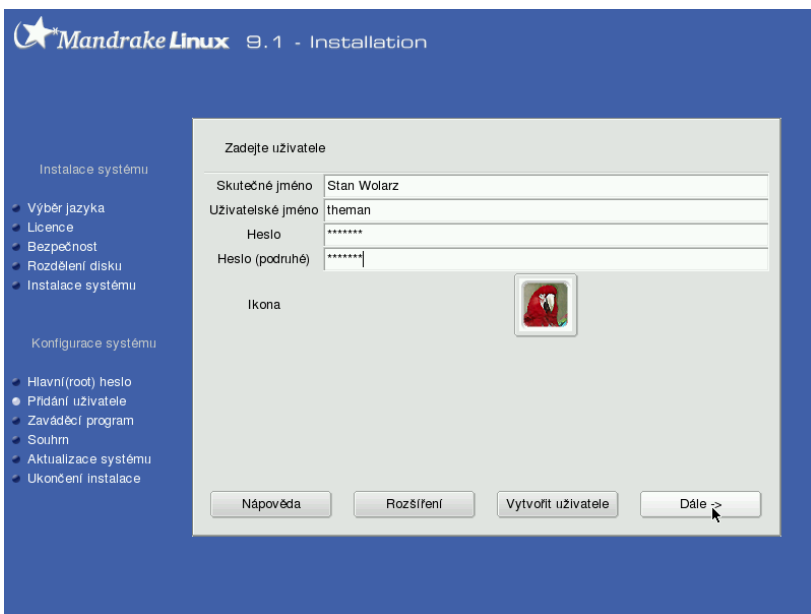 Mandrake Linux 9.1 - Installation
Instalace systému
Výběr jazyka
Licence
Bezpečnost
Rozdělení disku
Instalace systému
Konfigurace systému
Hlavní(root) heslo
Přidání uživatele
Zaváděcí program
Souhrn
Aktualizace systému
Ukončení instalace
Zadejte uživatele
Skutečné jméno Stan Wolarz
Uživatelské jméno theman
Heslo *******
Heslo (podruhé) *******
Ikona
Nápověda Rozšíření Vytvořit uživatele Dále ->